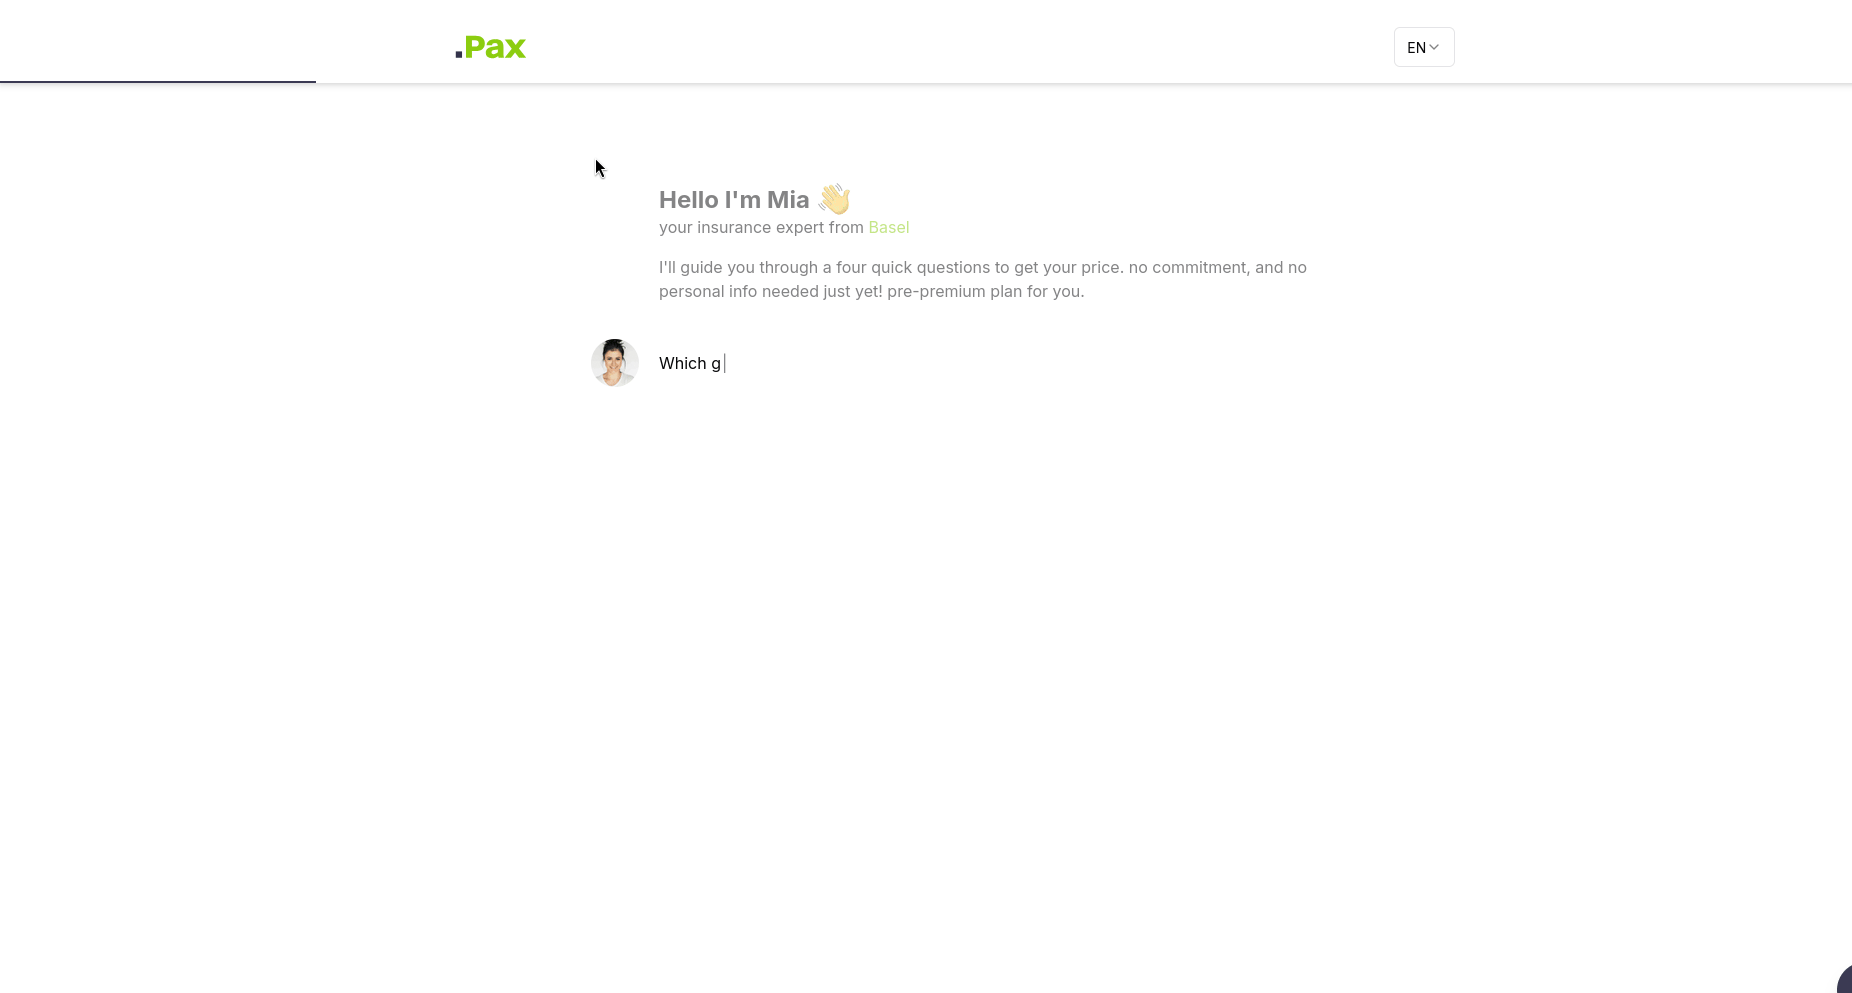 .Pax
EN
Hello I'm Mia 👋
your insurance expert from Basel
I'll guide you through a four quick questions to get your price. no commitment, and no
personal info needed just yet! pre-premium plan for you.
Which g